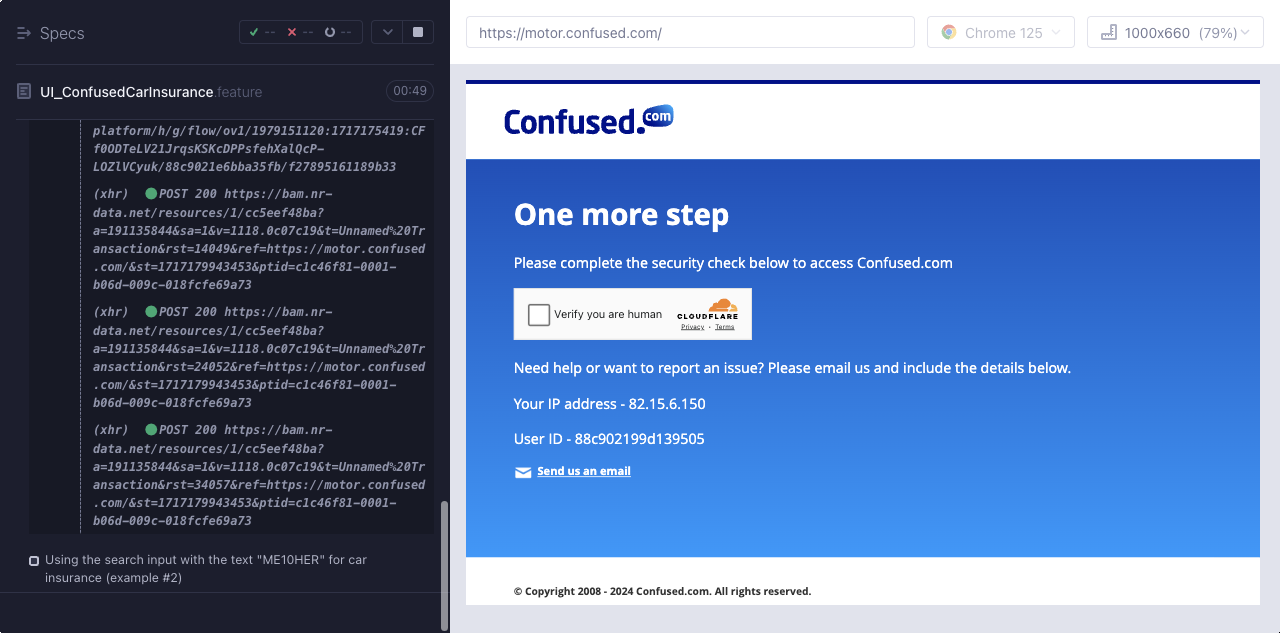 Specs
-- -- --
https://motor.confused.com/
Chrome 125
1000x660 (79%)
UI_ConfusedCarInsurance.feature
00:49
platform/h/g/flow/ov1/1979151120:1717175419:CF
f0ODTeLV21JrqsKSKcDPPsfehXalQcP-
LOZlVCyuk/88c9021e6bba35fb/f27895161189b33
(xhr) POST 200 https://bam.nr-
data.net/resources/1/cc5eef48ba?
a=191135844&sa=1&v=1118.0c07c19&t=Unnamed%20Tr
ansaction&rst=14049&ref=https://motor.confused
.com/&st=1717179943453&ptid=c1c46f81-0001-
b06d-009c-018fcfe69a73
(xhr) POST 200 https://bam.nr-
data.net/resources/1/cc5eef48ba?
a=191135844&sa=1&v=1118.0c07c19&t=Unnamed%20Tr
ansaction&rst=24052&ref=https://motor.confused
.com/&st=1717179943453&ptid=c1c46f81-0001-
b06d-009c-018fcfe69a73
(xhr) POST 200 https://bam.nr-
data.net/resources/1/cc5eef48ba?
a=191135844&sa=1&v=1118.0c07c19&t=Unnamed%20Tr
ansaction&rst=34057&ref=https://motor.confused
.com/&st=1717179943453&ptid=c1c46f81-0001-
b06d-009c-018fcfe69a73
Using the search input with the text "ME10HER" for car
insurance (example #2)
Confused.com
One more step
Please complete the security check below to access Confused.com
Verify you are human
CLOUDFLARE
Privacy • Terms
Need help or want to report an issue? Please email us and include the details below.
Your IP address - 82.15.6.150
User ID - 88c902199d139505
Send us an email
© Copyright 2008 - 2024 Confused.com. All rights reserved.